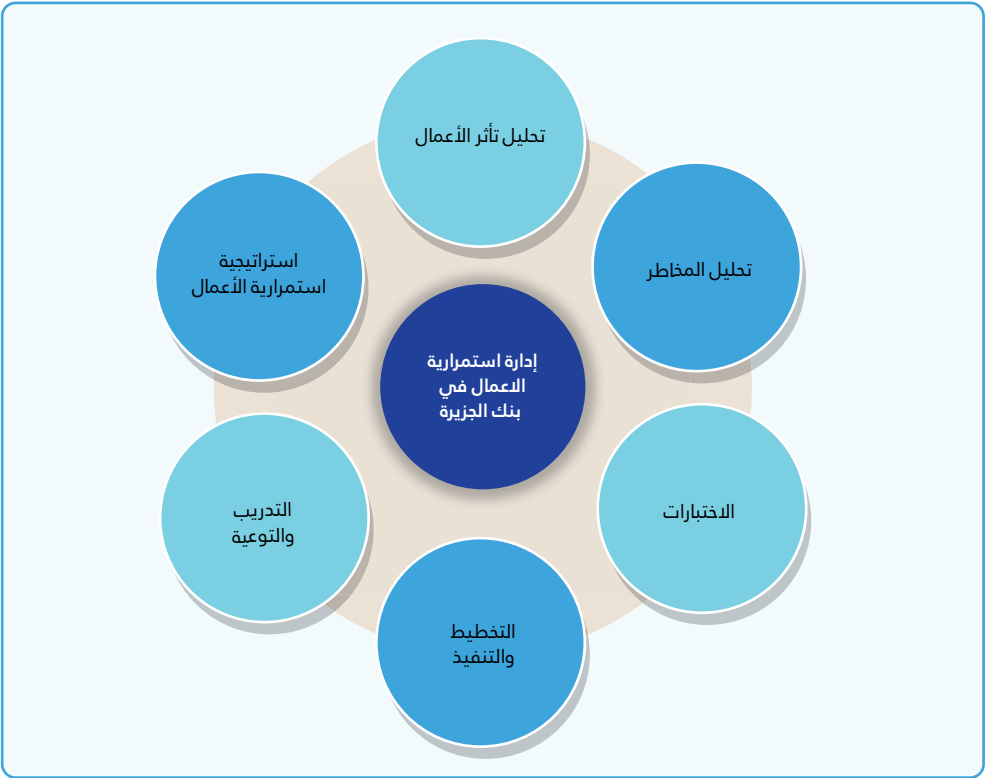 تحليل تأثر الأعمال
تحليل المخاطر
استراتيجية
استمرارية الأعمال
إدارة استمرارية
الاعمال في
بنك الجزيرة
الاختبارات
التدريب
والتوعية
التخطيط
والتنفيذ